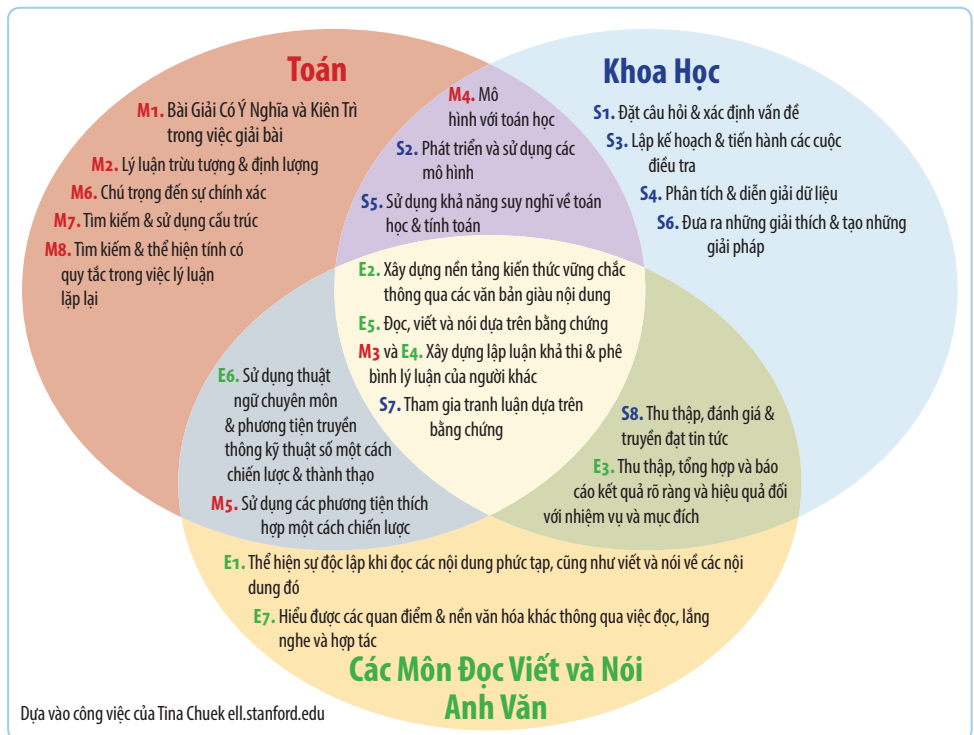 Toán
M1. Bài Giải Có Ý Nghĩa và Kiên Trì
trong việc giải bài
M2. Lý luận trừu tượng & định lượng
M6. Chú trọng đến sự chính xác
M7. Tìm kiếm & sử dụng cấu trúc
M8. Tìm kiếm & thể hiện tính có
quy tắc trong việc lý luận
lặp lại
M4. Mô
hình với toán học
S2. Phát triển và sử dụng các
mô hình
S5. Sử dụng khả năng suy nghĩ về toán
học & tính toán
Khoa Học
S1. Đặt câu hỏi & xác định vấn đề
S3. Lập kế hoạch & tiến hành các cuộc
điều tra
S4. Phân tích & diễn giải dữ liệu
S6. Đưa ra những giải thích & tạo những
giải pháp
E2. Xây dựng nền tảng kiến thức vững chắc
thông qua các văn bản giàu nội dung
E5. Đọc, viết và nói dựa trên bằng chứng
M3 và E4. Xây dựng lập luận khả thi & phê
bình lý luận của người khác
S7. Tham gia tranh luận dựa trên
bằng chứng
E6. Sử dụng thuật
ngữ chuyên môn
& phương tiện truyền
thông kỹ thuật số một cách
chiến lược & thành thạo
M5. Sử dụng các phương tiện thích
hợp một cách chiến lược
S8. Thu thập, đánh giá &
truyền đạt tin tức
E3. Thu thập, tổng hợp và báo
cáo kết quả rõ ràng và hiệu quả đối
với nhiệm vụ và mục đích
E1. Thể hiện sự độc lập khi đọc các nội dung phức tạp, cũng như viết và nói về các nội
dung đó
E7. Hiểu được các quan điểm & nền văn hóa khác thông qua việc đọc, lắng
nghe và hợp tác
Các Môn Đọc Viết và Nói
Anh Văn
Dựa vào công việc của Tina Chuek ell.stanford.edu